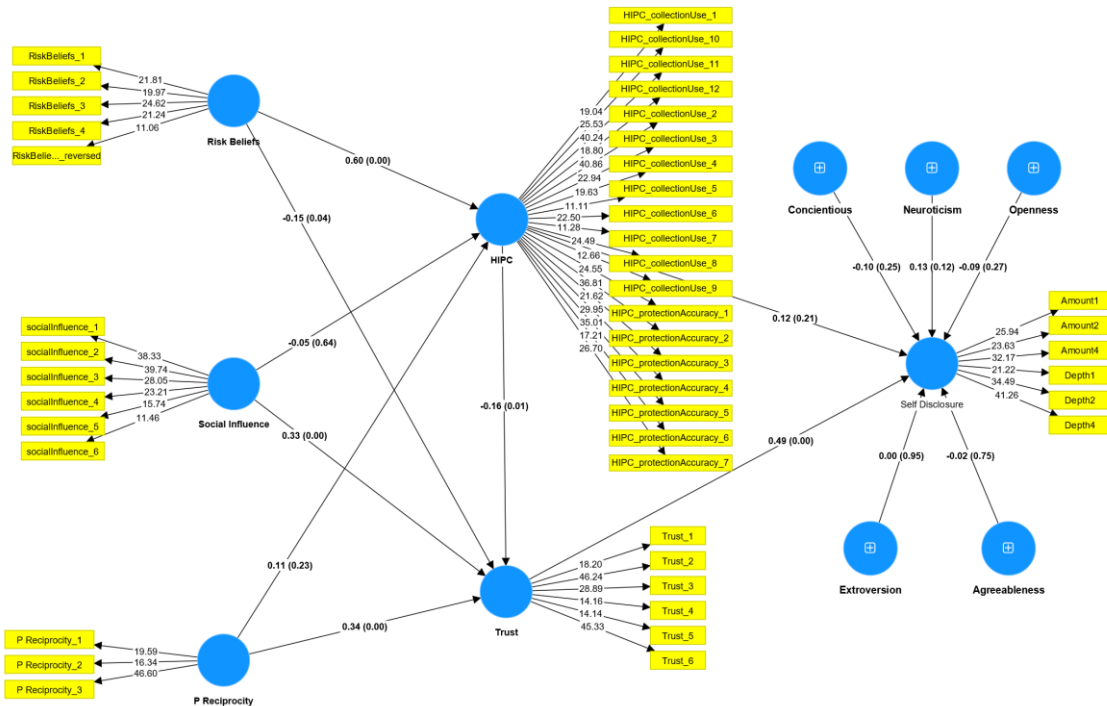 RiskBeliefs_1
RiskBeliefs_2
RiskBeliefs_3
RiskBeliefs_4
RiskBelie..._reversed
21.81
19.97
24.62
21.24
11.06
Risk Beliefs
0.60 (0.00)
-0.15 (0.04)
socialInfluence_1
socialInfluence_2
socialInfluence_3
socialInfluence_4
socialInfluence_5
socialInfluence_6
38.33
39.74
28.05
23.21
15.74
11.46
Social Influence
-0.05 (0.64)
0.33 (0.00)
P Reciprocity_1
P Reciprocity_2
P Reciprocity_3
19.59
16.34
46.60
P Reciprocity
0.11 (0.23)
0.34 (0.00)
HIPC
-0.16 (0.01)
19.04
25.53
40.24
18.80
40.86
22.94
19.63
11.11
22.50
11.28
24.49
12.66
24.55
36.81
21.62
29.95
35.01
17.21
26.70
HIPC_collectionUse_1
HIPC_collectionUse_10
HIPC_collectionUse_11
HIPC_collectionUse_12
HIPC_collectionUse_2
HIPC_collectionUse_3
HIPC_collectionUse_4
HIPC_collectionUse_5
HIPC_collectionUse_6
HIPC_collectionUse_7
HIPC_collectionUse_8
HIPC_collectionUse_9
HIPC_protectionAccuracy_1
HIPC_protectionAccuracy_2
HIPC_protectionAccuracy_3
HIPC_protectionAccuracy_4
HIPC_protectionAccuracy_5
HIPC_protectionAccuracy_6
HIPC_protectionAccuracy_7
0.12 (0.21)
Trust
18.20
46.24
28.89
14.16
14.14
45.33
Trust_1
Trust_2
Trust_3
Trust_4
Trust_5
Trust_6
0.49 (0.00)
Concientious
Neuroticism
Openness
-0.10 (0.25)
0.13 (0.12)
-0.09 (0.27)
Self Disclosure
25.94
23.63
32.17
21.22
34.49
41.26
Amount1
Amount2
Amount4
Depth1
Depth2
Depth4
0.00 (0.95)
-0.02 (0.75)
Extroversion
Agreeableness